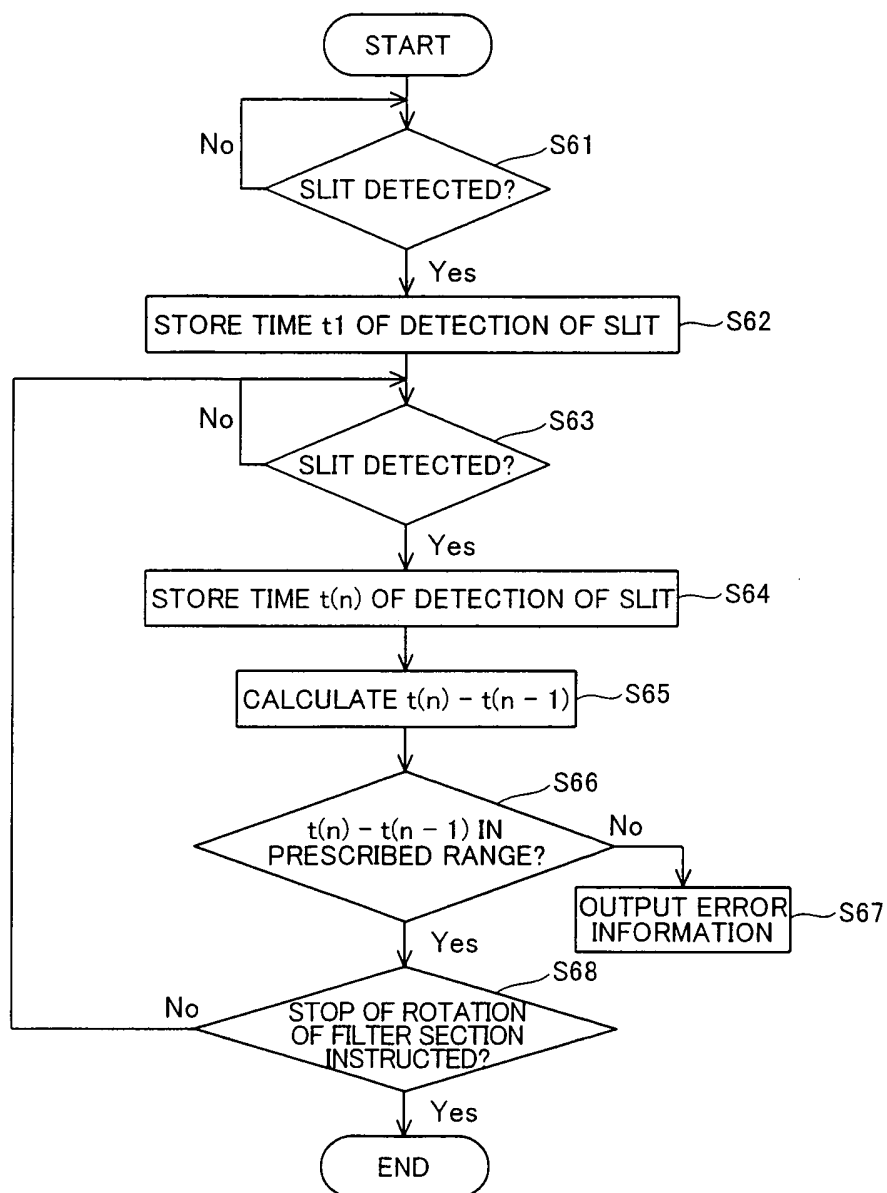 START
No
S61
SLIT DETECTED?
Yes
STORE TIME t1 OF DETECTION OF SLIT
S62
No
S63
SLIT DETECTED?
Yes
STORE TIME t(n) OF DETECTION OF SLIT
S64
CALCULATE t(n) - t(n - 1)
S65
S66
t(n) - t(n - 1) IN
PRESCRIBED RANGE?
No
OUTPUT ERROR
INFORMATION
S67
Yes
S68
No
STOP OF ROTATION
OF FILTER SECTION
INSTRUCTED?
Yes
END